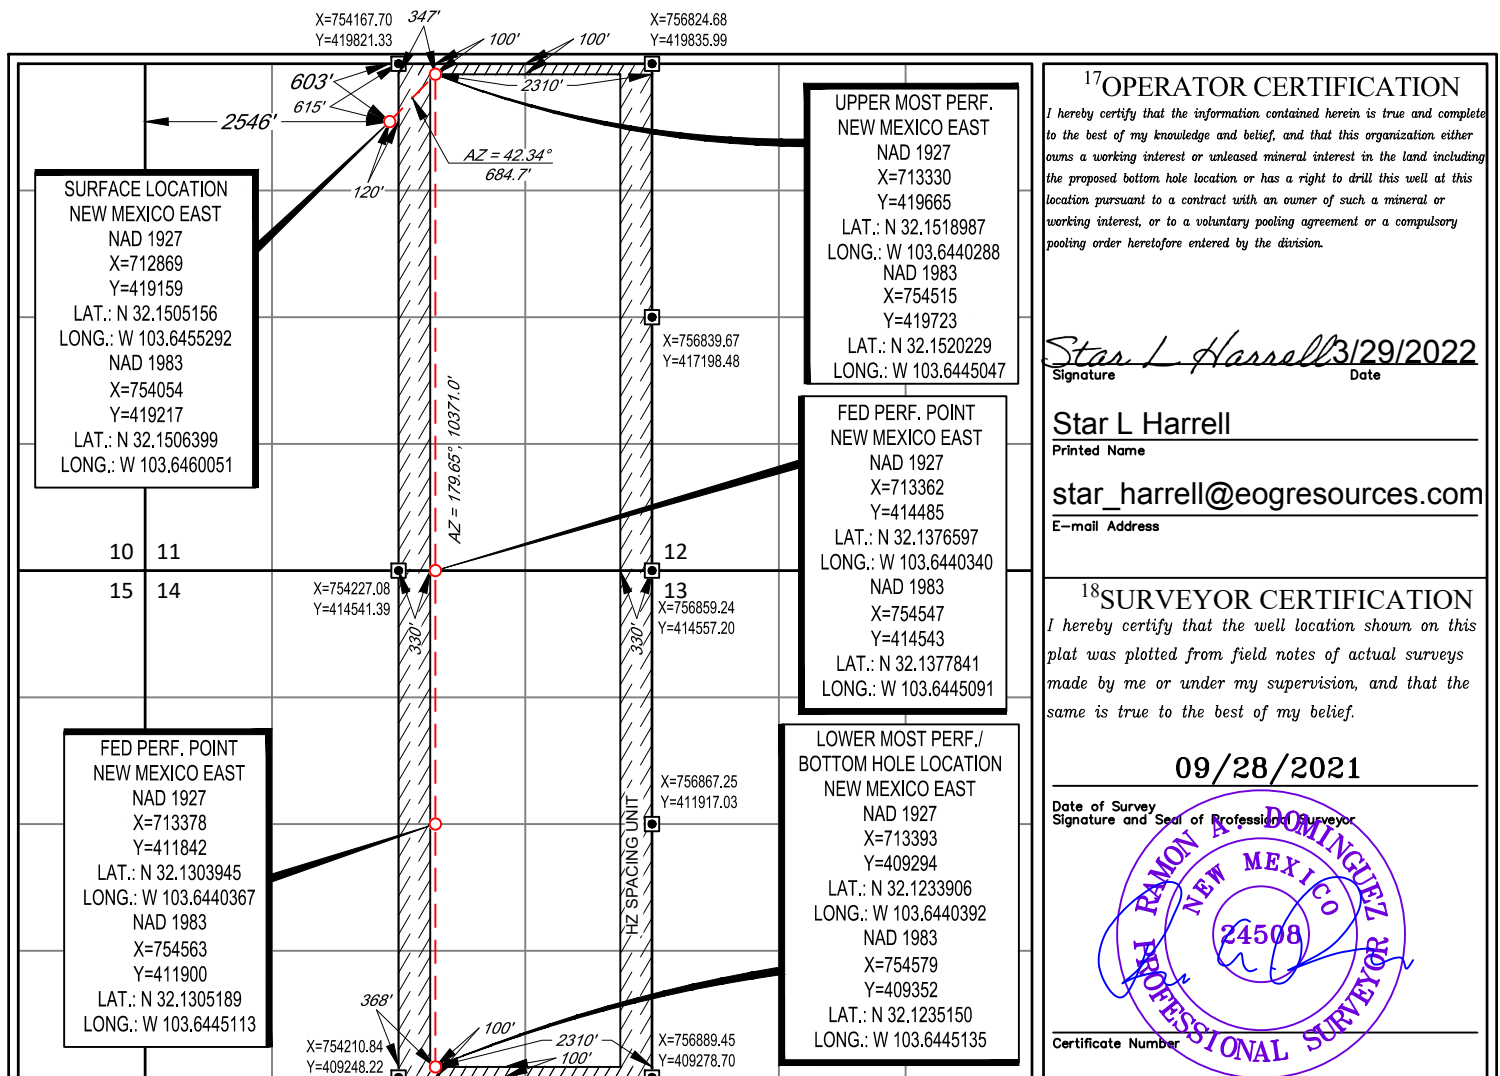 X=754167.70
Y=419821.33
347'
100'
100'
X=756824.68
Y=419835.99
603'
615'
2546'
2310'
AZ = 42.34°
684.7'
120'
SURFACE LOCATION
NEW MEXICO EAST
NAD 1927
X=712869
Y=419159
LAT.: N 32.1505156
LONG.: W 103.6455292
NAD 1983
X=754054
Y=419217
LAT.: N 32.1506399
LONG.: W 103.6460051
UPPER MOST PERF.
NEW MEXICO EAST
NAD 1927
X=713330
Y=419665
LAT.: N 32.1518987
LONG.: W 103.6440288
NAD 1983
X=754515
Y=419723
LAT.: N 32.1520229
LONG.: W 103.6445047
X=756839.67
Y=417198.48
AZ = 179.65°, 10371.0'
FED PERF. POINT
NEW MEXICO EAST
NAD 1927
X=713362
Y=414485
LAT.: N 32.1376597
LONG.: W 103.6440340
NAD 1983
X=754547
Y=414543
LAT.: N 32.1377841
LONG.: W 103.6445091
10 11
15 14
12
13
X=754227.08
Y=414541.39
330'
X=756859.24
Y=414557.20
330'
FED PERF. POINT
NEW MEXICO EAST
NAD 1927
X=713378
Y=411842
LAT.: N 32.1303945
LONG.: W 103.6440367
NAD 1983
X=754563
Y=411900
LAT.: N 32.1305189
LONG.: W 103.6445113
X=756867.25
Y=411917.03
HZ SPACING UNIT
LOWER MOST PERF./
BOTTOM HOLE LOCATION
NEW MEXICO EAST
NAD 1927
X=713393
Y=409294
LAT.: N 32.1233906
LONG.: W 103.6440392
NAD 1983
X=754579
Y=409352
LAT.: N 32.1235150
LONG.: W 103.6445135
368'
100'
2310'
100'
X=754210.84
Y=409248.22
X=756889.45
Y=409278.70
17 OPERATOR CERTIFICATION
I hereby certify that the information contained herein is true and complete
to the best of my knowledge and belief, and that this organization either
owns a working interest or unleased mineral interest in the land including
the proposed bottom hole location or has a right to drill this well at this
location pursuant to a contract with an owner of such a mineral or
working interest, or to a voluntary pooling agreement or a compulsory
pooling order heretofore entered by the division.
Star L Harrell 3/29/2022
Signature Date
Star L Harrell
Printed Name
star_harrell@eogresources.com
E-mail Address
18 SURVEYOR CERTIFICATION
I hereby certify that the well location shown on this
plat was plotted from field notes of actual surveys
made by me or under my supervision, and that the
same is true to the best of my belief.
09/28/2021
Date of Survey
Signature and Seal of Professional Surveyor
RAMON A. DOMINGUEZ
NEW MEXICO
24508
PROFESSIONAL SURVEYOR
Certificate Number